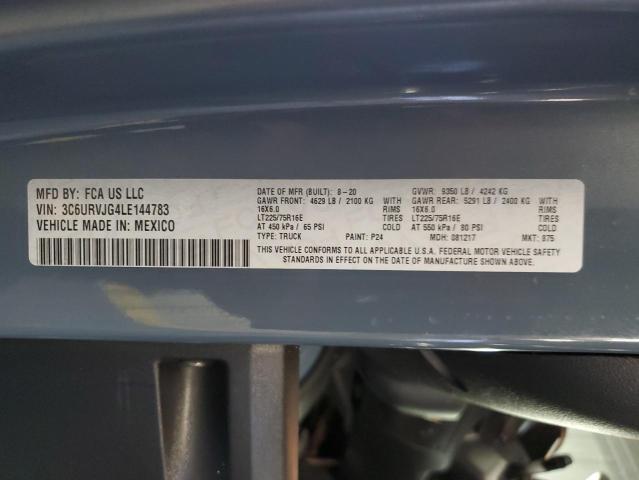 MFD BY: FCA US LLC
VIN: 3C6URVJG4LE144783
VEHICLE MADE IN: MEXICO
DATE OF MFR (BUILT): 8-20
GAWR FRONT: 4629 LB / 2100 KG WITH
16X6.0 RIMS
LT225/75R16E TIRES
AT 450 kPa / 65 PSI COLD
TYPE: TRUCK PAINT: P24
GVWR: 9350 LB / 4242 KG
GAWR REAR: 5291 LB / 2400 KG WITH
16X6.0 RIMS
LT225/75R16E TIRES
AT 550 kPa / 80 PSI COLD
MDH: 081217 MKT: 875
THIS VEHICLE CONFORMS TO ALL APPLICABLE U.S.A. FEDERAL MOTOR VEHICLE SAFETY
STANDARDS IN EFFECT ON THE DATE OF MANUFACTURE SHOWN ABOVE.